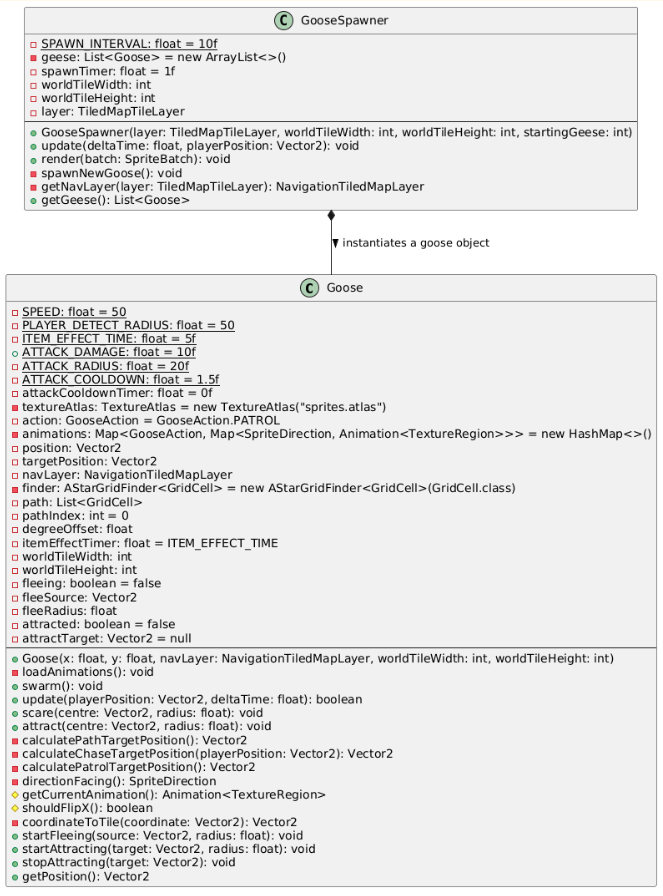 C GooseSpawner
SPAWN_INTERVAL: float = 10f
geese: List<Goose> = new ArrayList<>()
spawnTimer: float = 1f
worldTileWidth: int
worldTileHeight: int
layer: TiledMapTileLayer
GooseSpawner(layer: TiledMapTileLayer, worldTileWidth: int, worldTileHeight: int, startingGeese: int)
update(deltaTime: float, playerPosition: Vector2): void
render(batch: SpriteBatch): void
spawnNewGoose(): void
getNavLayer(layer: TiledMapTileLayer): NavigationTiledMapLayer
getGeese(): List<Goose>
instantiates a goose object
C Goose
SPEED: float = 50
PLAYER_DETECT_RADIUS: float = 50
ITEM_EFFECT_TIME: float = 5f
ATTACK_DAMAGE: float = 10f
ATTACK_RADIUS: float = 20f
ATTACK_COOLDOWN: float = 1.5f
attackCooldownTimer: float = 0f
textureAtlas: TextureAtlas = new TextureAtlas("sprites.atlas")
action: GooseAction = GooseAction.PATROL
animations: Map<GooseAction, Map<SpriteDirection, Animation<TextureRegion>>> = new HashMap<>()
position: Vector2
targetPosition: Vector2
navLayer: NavigationTiledMapLayer
finder: AStarGridFinder<GridCell> = new AStarGridFinder<GridCell>(GridCell.class)
path: List<GridCell>
pathIndex: int = 0
degreeOffset: float
itemEffectTimer: float = ITEM_EFFECT_TIME
worldTileWidth: int
worldTileHeight: int
fleeing: boolean = false
fleeSource: Vector2
fleeRadius: float
attracted: boolean = false
attractTarget: Vector2 = null
Goose(x: float, y: float, navLayer: NavigationTiledMapLayer, worldTileWidth: int, worldTileHeight: int)
loadAnimations(): void
swarm(): void
update(playerPosition: Vector2, deltaTime: float): boolean
scare(centre: Vector2, radius: float): void
attract(centre: Vector2, radius: float): void
calculatePathTargetPosition(): Vector2
calculateChaseTargetPosition(playerPosition: Vector2): Vector2
calculatePatrolTargetPosition(): Vector2
directionFacing(): SpriteDirection
getCurrentAnimation(): Animation<TextureRegion>
shouldFlipX(): boolean
coordinateToTile(coordinate: Vector2): Vector2
startFleeing(source: Vector2, radius: float): void
startAttracting(target: Vector2, radius: float): void
stopAttracting(target: Vector2): void
getPosition(): Vector2